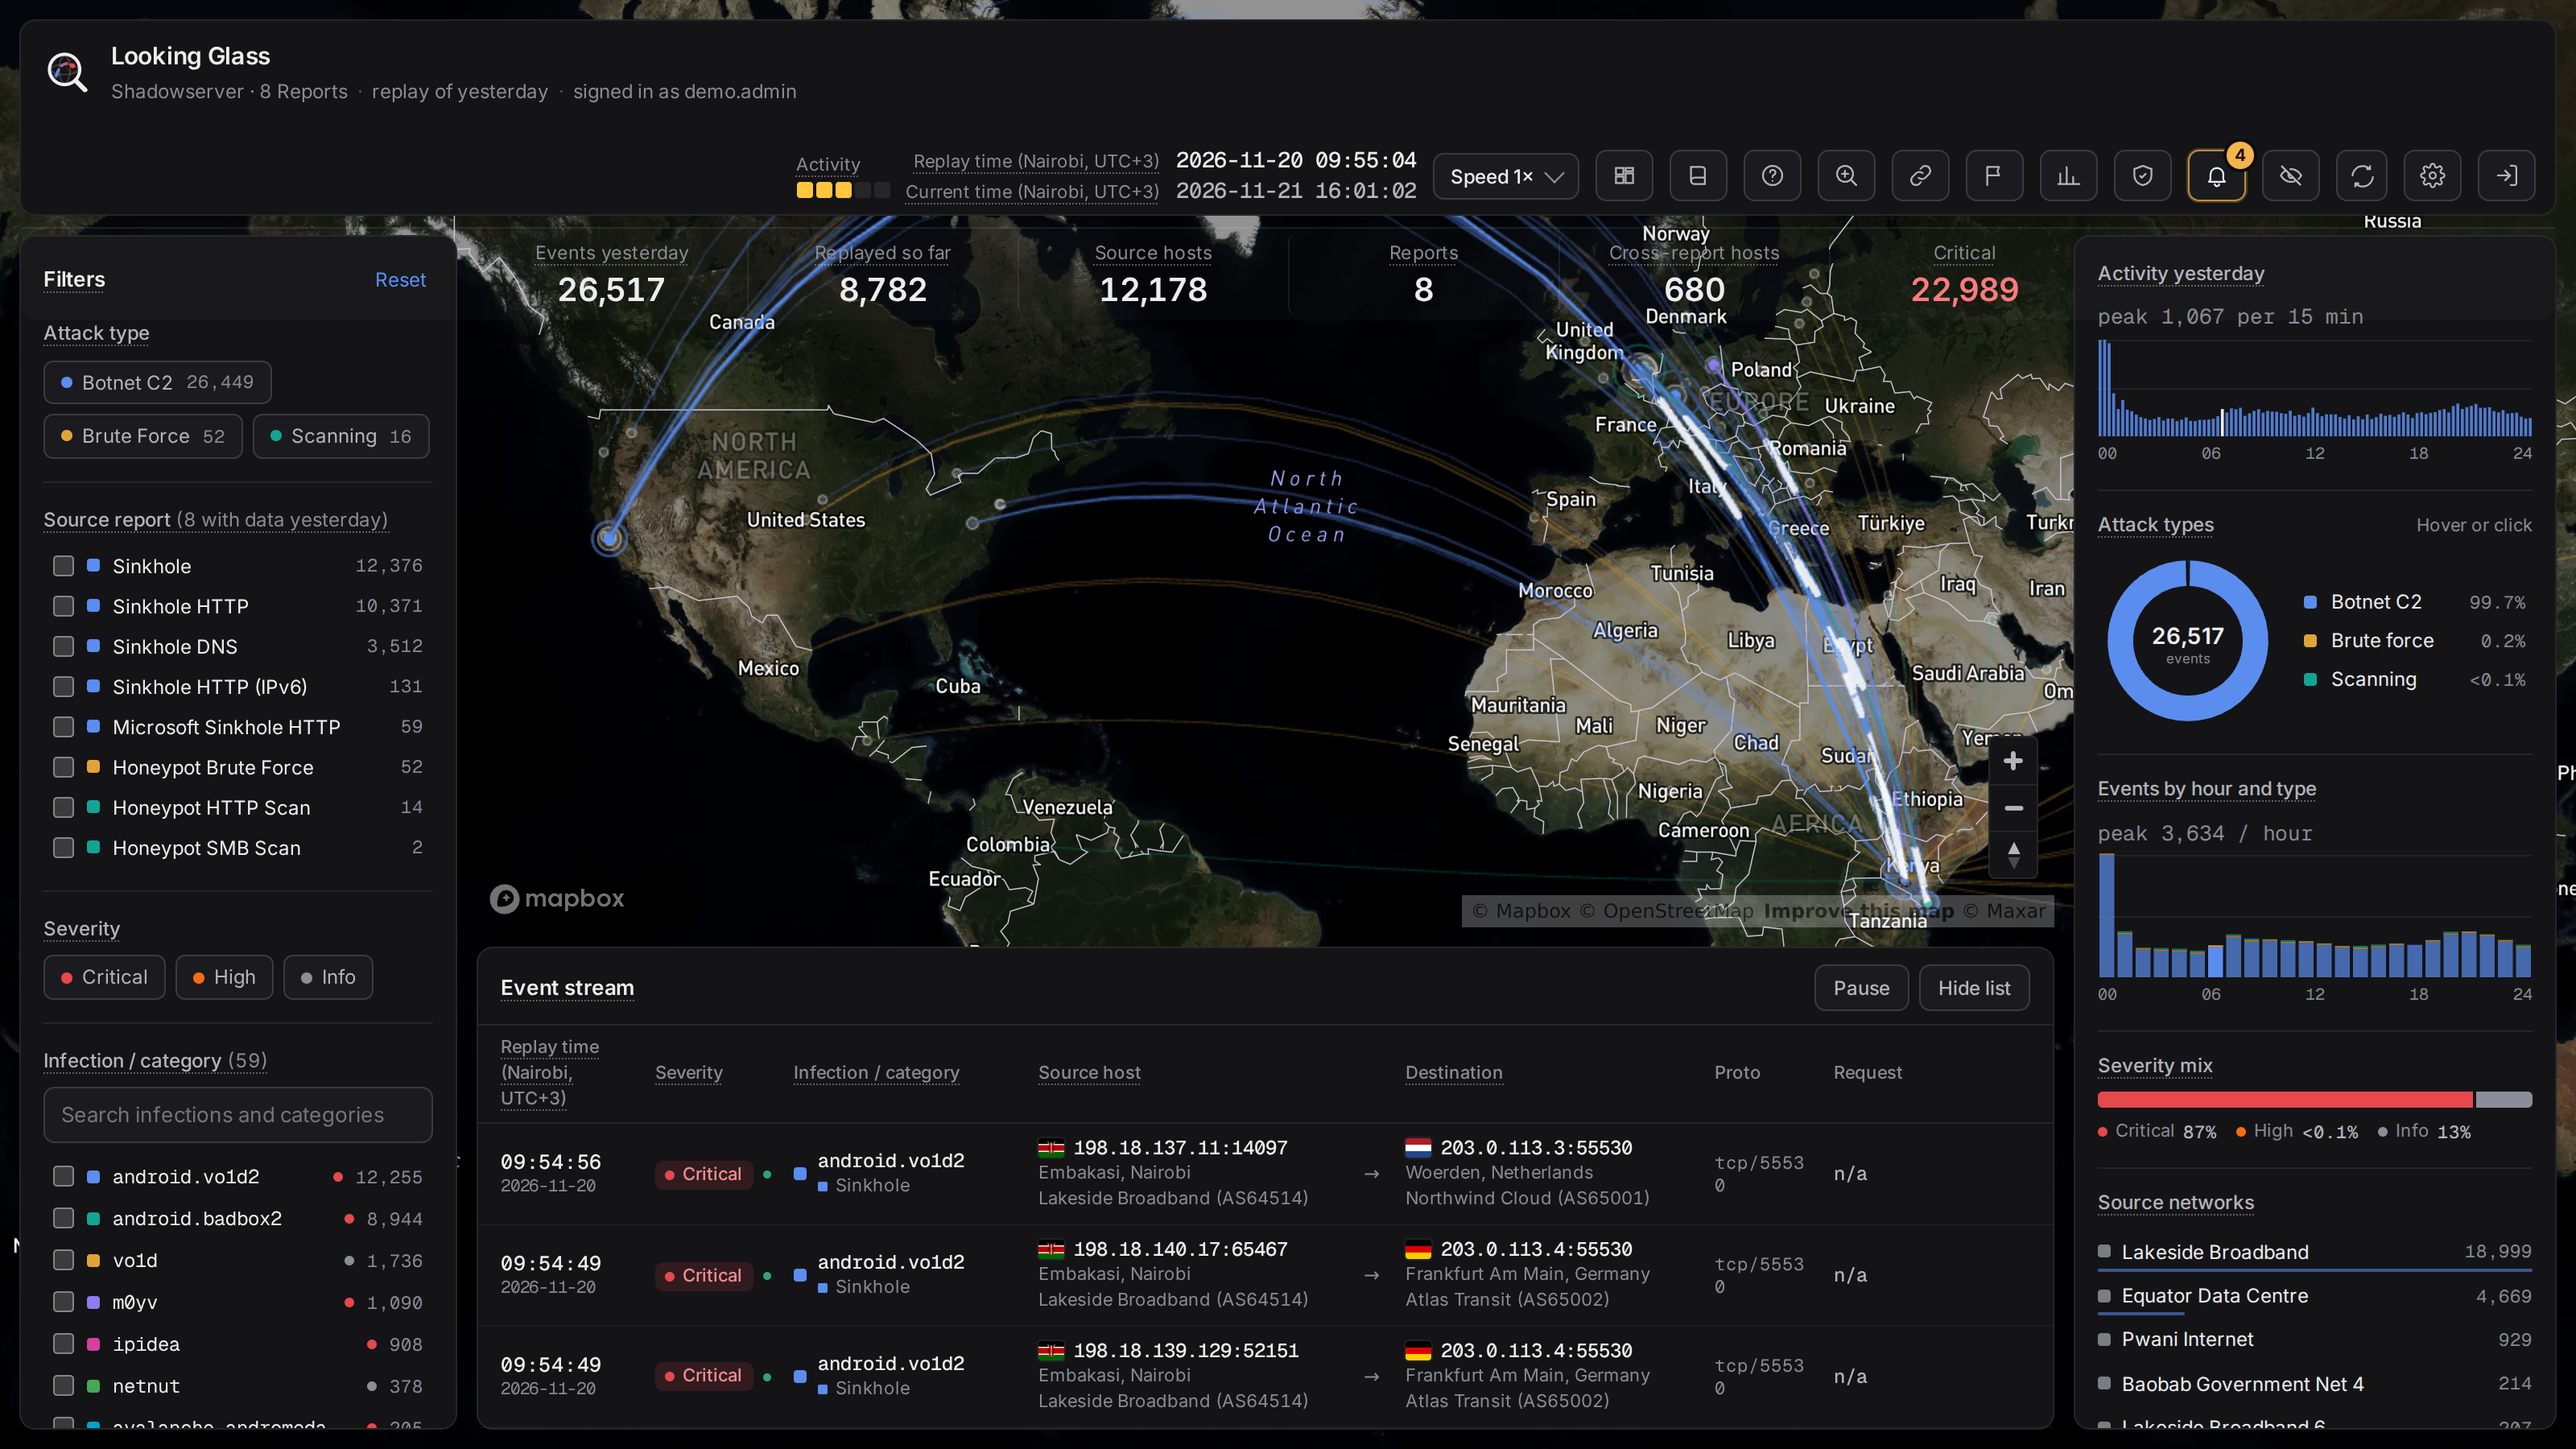 Looking Glass
Shadowserver · 8 Reports · replay of yesterday · signed in as demo.admin
Activity
Replay time (Nairobi, UTC+3) 2026-11-20 09:55:04
Current time (Nairobi, UTC+3) 2026-11-21 16:01:02
Speed 1×
4
Filters
Reset
Attack type
Botnet C2 26,449
Brute Force 52
Scanning 16
Source report (8 with data yesterday)
Sinkhole 12,376
Sinkhole HTTP 10,371
Sinkhole DNS 3,512
Sinkhole HTTP (IPv6) 131
Microsoft Sinkhole HTTP 59
Honeypot Brute Force 52
Honeypot HTTP Scan 14
Honeypot SMB Scan 2
Severity
Critical
High
Info
Infection / category (59)
Search infections and categories
android.vo1d2 12,255
android.badbox2 8,944
vo1d 1,736
m0yv 1,090
ipidea 908
netnut 378
Events yesterday
26,517
Replayed so far
8,782
Source hosts
12,178
Reports
8
Cross-report hosts
680
Critical
22,989
Russia
Norway
Canada
Denmark
United
Kingdom
Poland
EUROPE
Ukraine
France
NORTH
AMERICA
Romania
Italy
North
Atlantic
Ocean
Spain
United States
Greece
Türkiye
Tunisia
Iraq
Iran
Morocco
Algeria
Libya
Egypt
Mexico
Saudi Arabia
Cuba
Mauritania
Mali
Niger
Senegal
Chad
Sudan
Nigeria
Ethiopia
Venezuela
Cameroon
AFRICA
Colombia
Kenya
Ecuador
Tanzania
mapbox
© Mapbox © OpenStreetMap Improve this map © Maxar
Event stream
Pause
Hide list
Replay time
(Nairobi,
UTC+3)
Severity
Infection / category
Source host
Destination
Proto
Request
09:54:56
2026-11-20
Critical
android.vo1d2
Sinkhole
198.18.137.11:14097
Embakasi, Nairobi
Lakeside Broadband (AS64514)
→
203.0.113.3:55530
Woerden, Netherlands
Northwind Cloud (AS65001)
tcp/5553
0
n/a
09:54:49
2026-11-20
Critical
android.vo1d2
Sinkhole
198.18.140.17:65467
Embakasi, Nairobi
Lakeside Broadband (AS64514)
→
203.0.113.4:55530
Frankfurt Am Main, Germany
Atlas Transit (AS65002)
tcp/5553
0
n/a
09:54:49
2026-11-20
Critical
android.vo1d2
Sinkhole
198.18.139.129:52151
Embakasi, Nairobi
Lakeside Broadband (AS64514)
→
203.0.113.4:55530
Frankfurt Am Main, Germany
Atlas Transit (AS65002)
tcp/5553
0
n/a
Activity yesterday
peak 1,067 per 15 min
00 06 12 18 24
Attack types
Hover or click
26,517
events
Botnet C2 99.7%
Brute force 0.2%
Scanning <0.1%
Events by hour and type
peak 3,634 / hour
00 06 12 18 24
Severity mix
Critical 87% High <0.1% Info 13%
Source networks
Lakeside Broadband 18,999
Equator Data Centre 4,669
Pwani Internet 929
Baobab Government Net 4 214